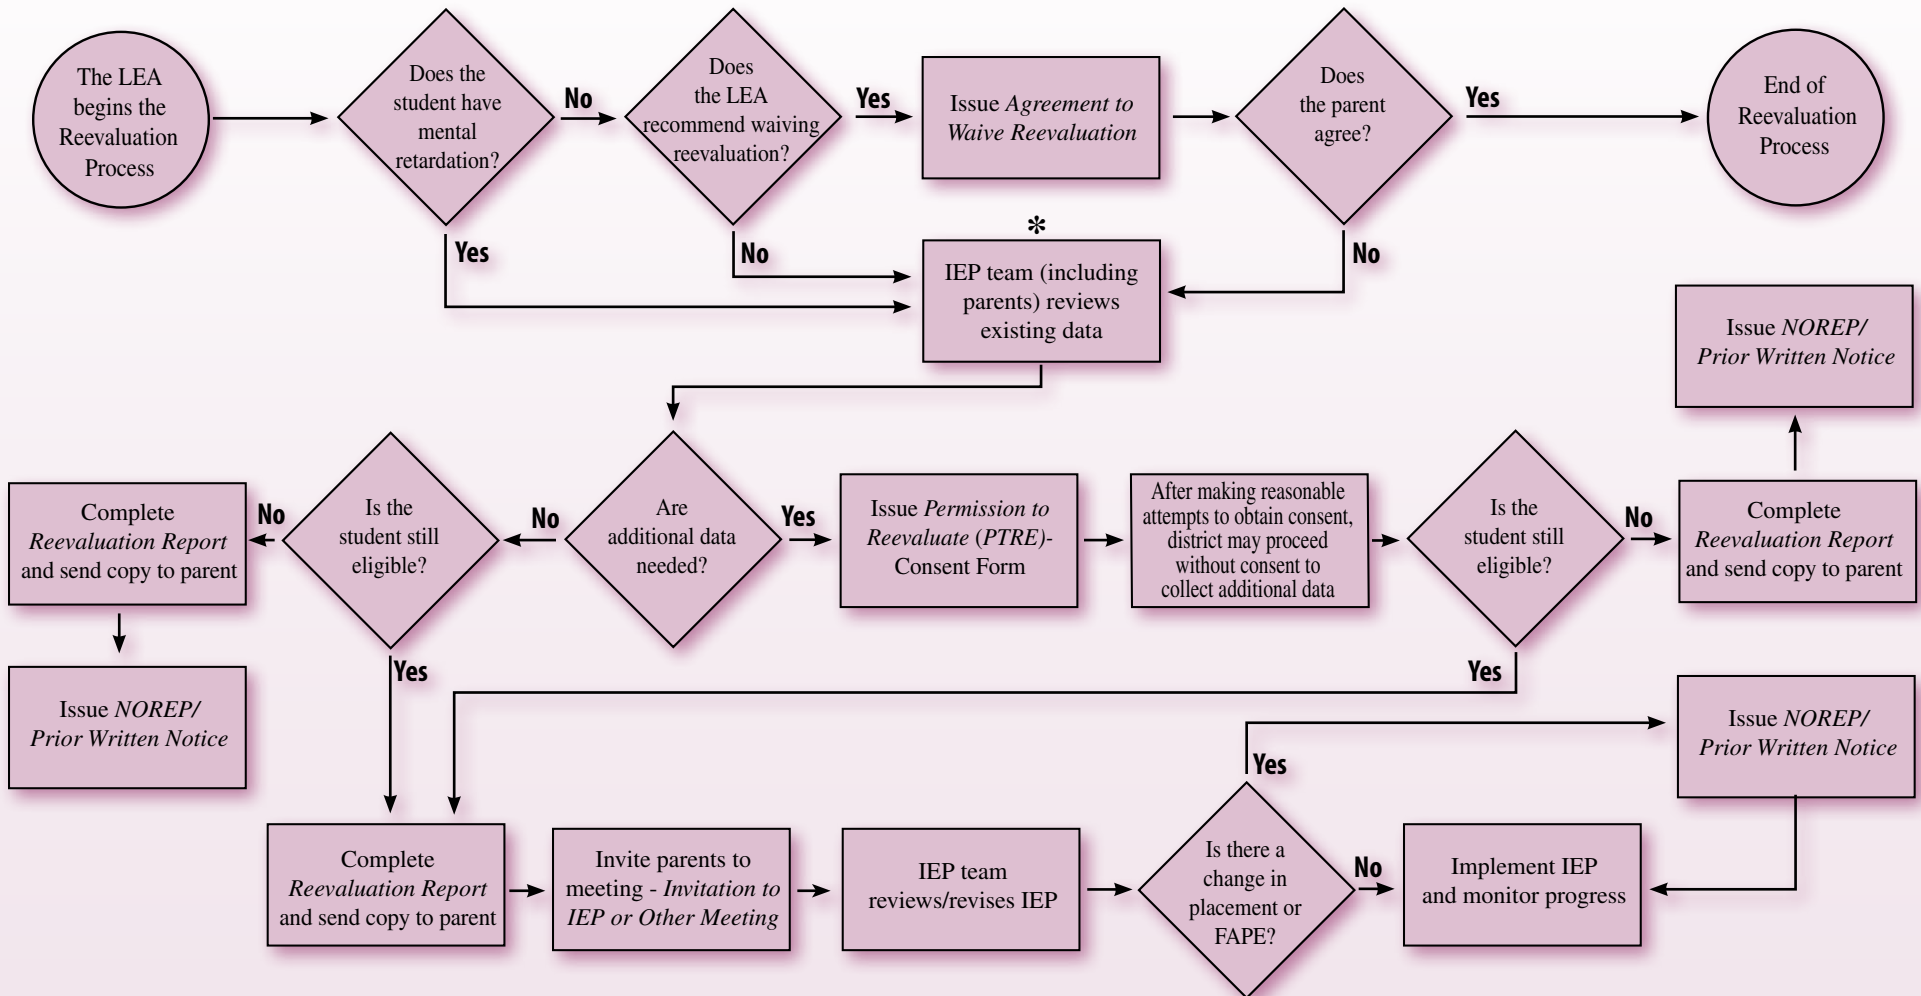 The LEA
begins the
Reevaluation
Process
Does the
student have
mental
retardation?
No
Does
the LEA
recommend waiving
reevaluation?
Yes
Issue Agreement to
Waive Reevaluation
Does
the parent
agree?
Yes
End of
Reevaluation
Process
Yes
No
*
IEP team (including
parents) reviews
existing data
No
Issue NOREP/
Prior Written Notice
Complete
Reevaluation Report
and send copy to parent
No
Is the
student still
eligible?
No
Are
additional data
needed?
Yes
Issue Permission to
Reevaluate (PTRE)-
Consent Form
After making reasonable
attempts to obtain consent,
district may proceed
without consent to
collect additional data
Is the
student still
eligible?
No
Complete
Reevaluation Report
and send copy to parent
Yes
Yes
Issue NOREP/
Prior Written Notice
Issue NOREP/
Prior Written Notice
Yes
Complete
Reevaluation Report
and send copy to parent
Invite parents to
meeting - Invitation to
IEP or Other Meeting
IEP team
reviews/revises IEP
Is there a
change in
placement or
FAPE?
No
Implement IEP
and monitor progress